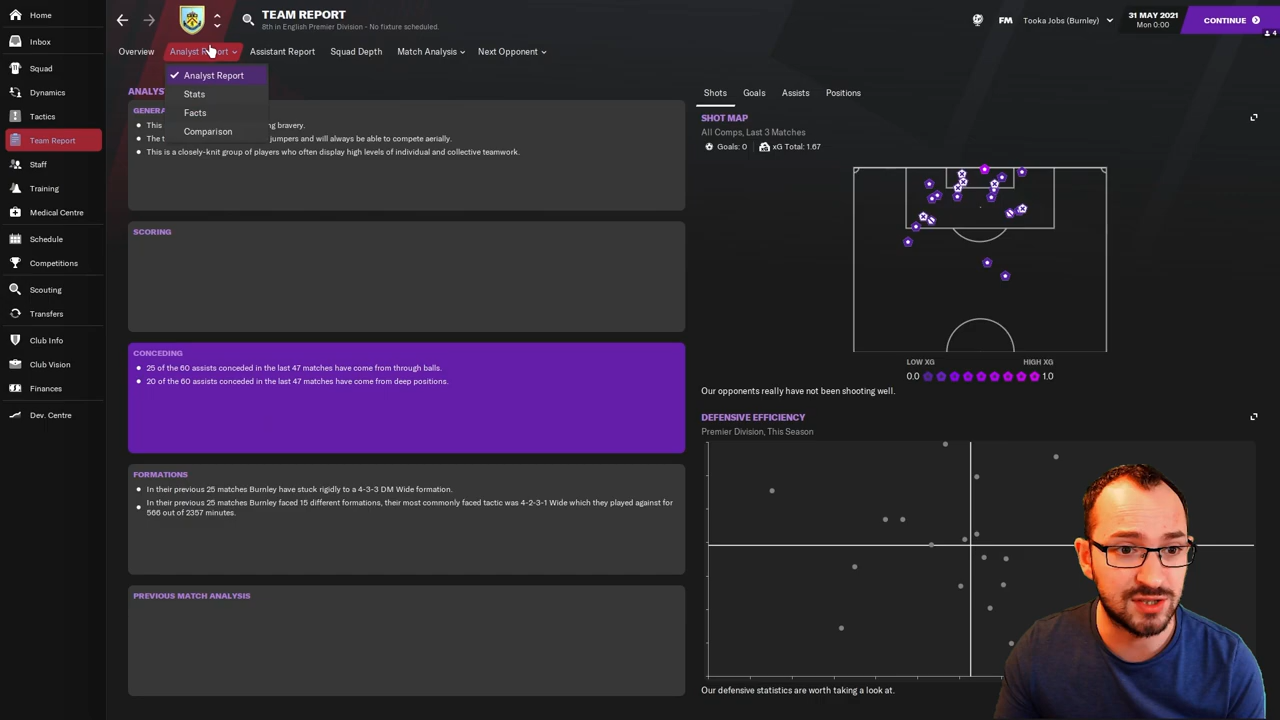 TEAM REPORT
8th in English Premier Division - No fixture scheduled.
FM
Tooka Jobs (Burnley)
31 MAY 2021
Mon 0:00
CONTINUE
4
Home
Inbox
Squad
Dynamics
Tactics
Team Report
Staff
Training
Medical Centre
Schedule
Competitions
Scouting
Transfers
Club Info
Club Vision
Finances
Dev. Centre
Overview
Analyst Report
Assistant Report
Squad Depth
Match Analysis
Next Opponent
Analyst Report
Stats
Facts
Comparison
ANALYS
GENERA
This ng bravery.
The t jumpers and will always be able to compete aerially.
This is a closely-knit group of players who often display high levels of individual and collective teamwork.
SCORING
CONCEDING
25 of the 60 assists conceded in the last 47 matches have come from through balls.
20 of the 60 assists conceded in the last 47 matches have come from deep positions.
FORMATIONS
In their previous 25 matches Burnley have stuck rigidly to a 4-3-3 DM Wide formation.
In their previous 25 matches Burnley faced 15 different formations, their most commonly faced tactic was 4-2-3-1 Wide which they played against for
566 out of 2357 minutes.
PREVIOUS MATCH ANALYSIS
Shots
Goals
Assists
Positions
SHOT MAP
All Comps, Last 3 Matches
Goals: 0
xG Total: 1.67
LOW XG
HIGH XG
0.0
1.0
Our opponents really have not been shooting well.
DEFENSIVE EFFICIENCY
Premier Division, This Season
Our defensive statistics are worth taking a look at.